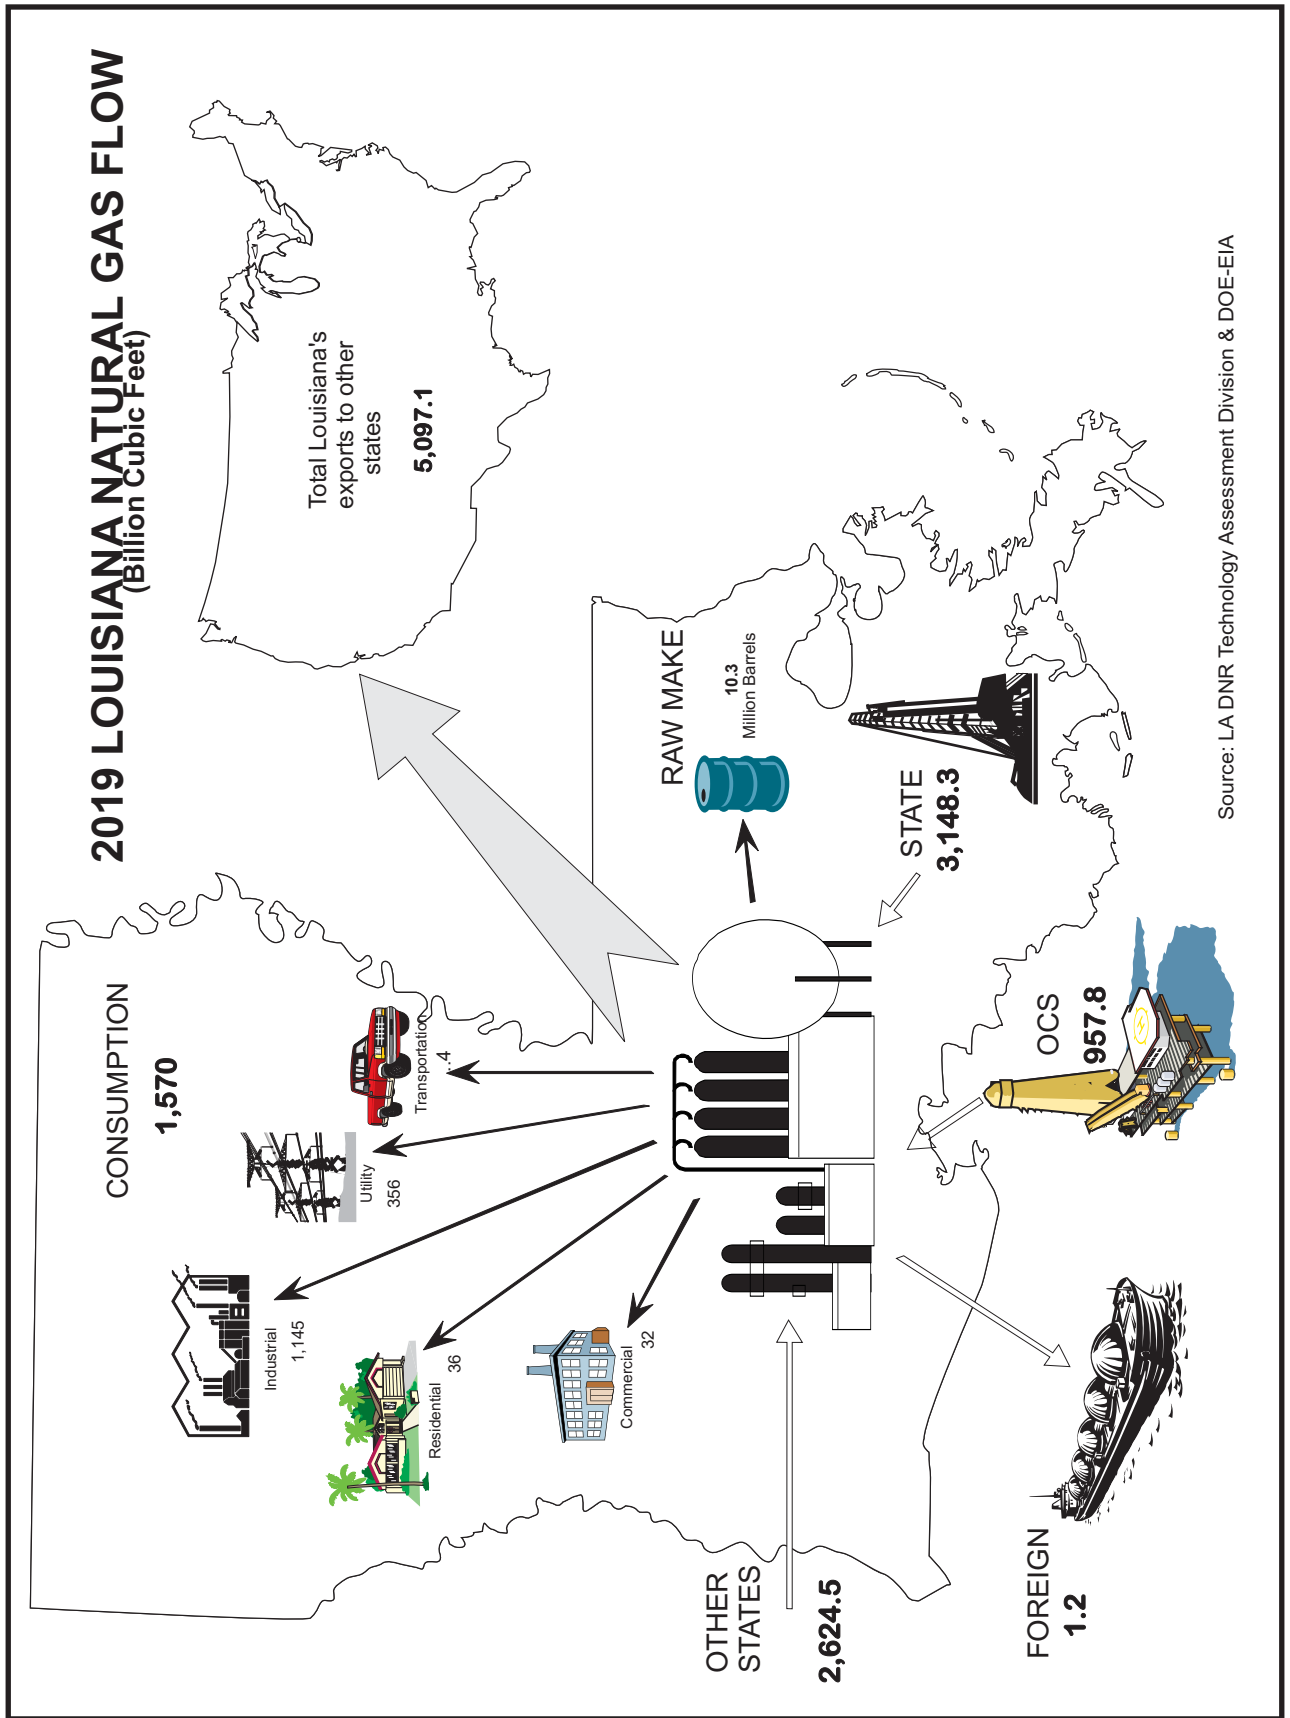 2019 LOUISIANA NATURAL GAS FLOW
(Billion Cubic Feet)
CONSUMPTION
1,570
Industrial
1,145
Utility
356
Transportation
.4
Residential
36
Commercial
32
Total Louisiana's
exports to other
states
5,097.1
RAW MAKE
10.3
Million Barrels
OTHER
STATES
2,624.5
STATE
3,148.3
OCS
957.8
FOREIGN
1.2
Source: LA DNR Technology Assessment Division & DOE-EIA